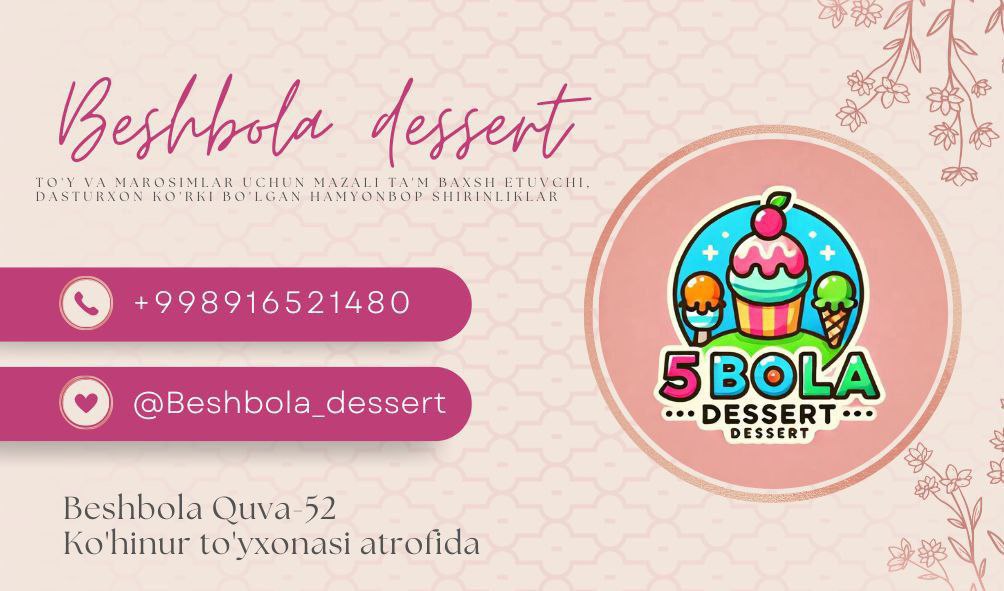 Beshbola dessert
TO'Y VA MAROSIMLAR UCHUN MAZALI TA'M BAXSH ETUVCHI,
DASTURXON KO'RKI BO'LGAN HAMYONBOP SHIRINLIKLAR
+998916521480
@Beshbola_dessert
Beshbola Quva-52
Ko'hinur to'yxonasi atrofida
5 BOLA
DESSERT
DESSERT